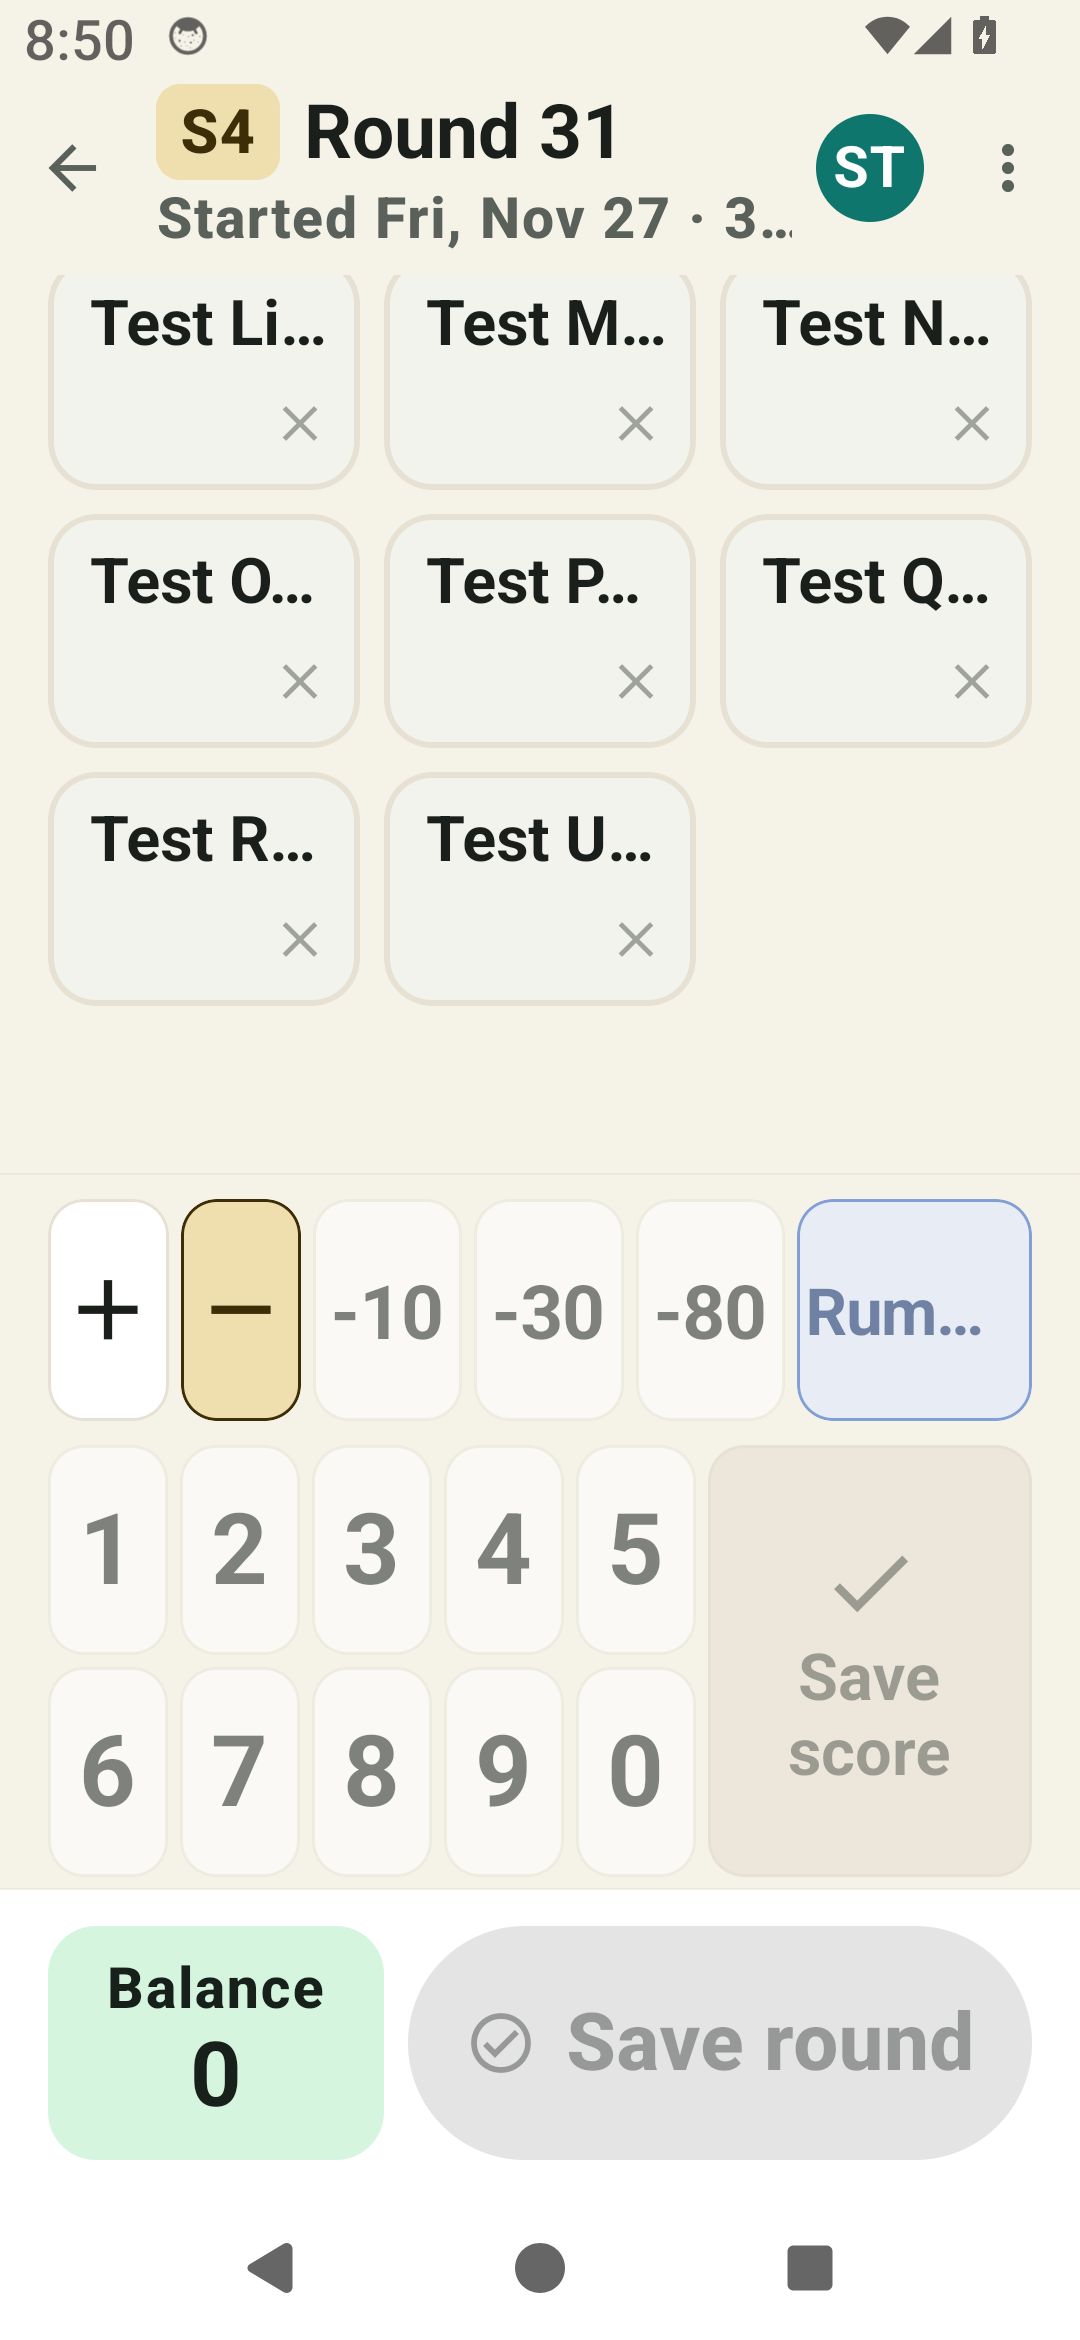 8:50
S4 Round 31
ST
Started Fri, Nov 27 · 3…
Test Li… Test M… Test N…
Test O… Test P… Test Q…
Test R… Test U…
+ − -10 -30 -80 Rum…
1 2 3 4 5
6 7 8 9 0
Save
score
Balance
0
Save round